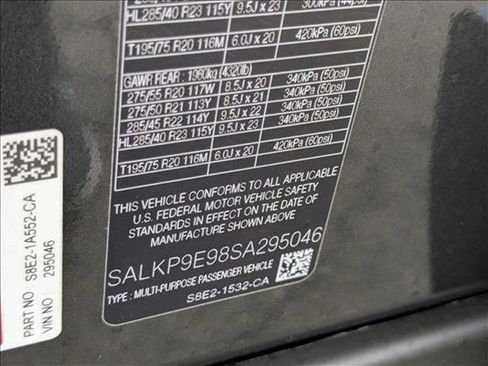 HL285/40 R23 115Y 9.5J x 23
T195/75 R20 116M 6.0J x 20 420kPa (60psi)
GAWR REAR : 1960kg (4320lb)
275/55 R20 117W 8.5J x 20 340kPa (50psi)
275/50 R21 113Y 8.5J x 21 340kPa (50psi)
285/45 R22 114Y 9.5J x 22 340kPa (50psi)
HL285/40 R23 115Y 9.5J x 23 340kPa (50psi)
T195/75 R20 116M 6.0J x 20 420kPa (60psi)
THIS VEHICLE CONFORMS TO ALL APPLICABLE
U.S. FEDERAL MOTOR VEHICLE SAFETY
STANDARDS IN EFFECT ON THE DATE OF
MANUFACTURE SHOWN ABOVE
SALKP9E98SA295046
TYPE : MULTI-PURPOSE PASSENGER VEHICLE
S8E2-1532-CA
PART NO S8E2-1A552-CA
VIN NO: 295046